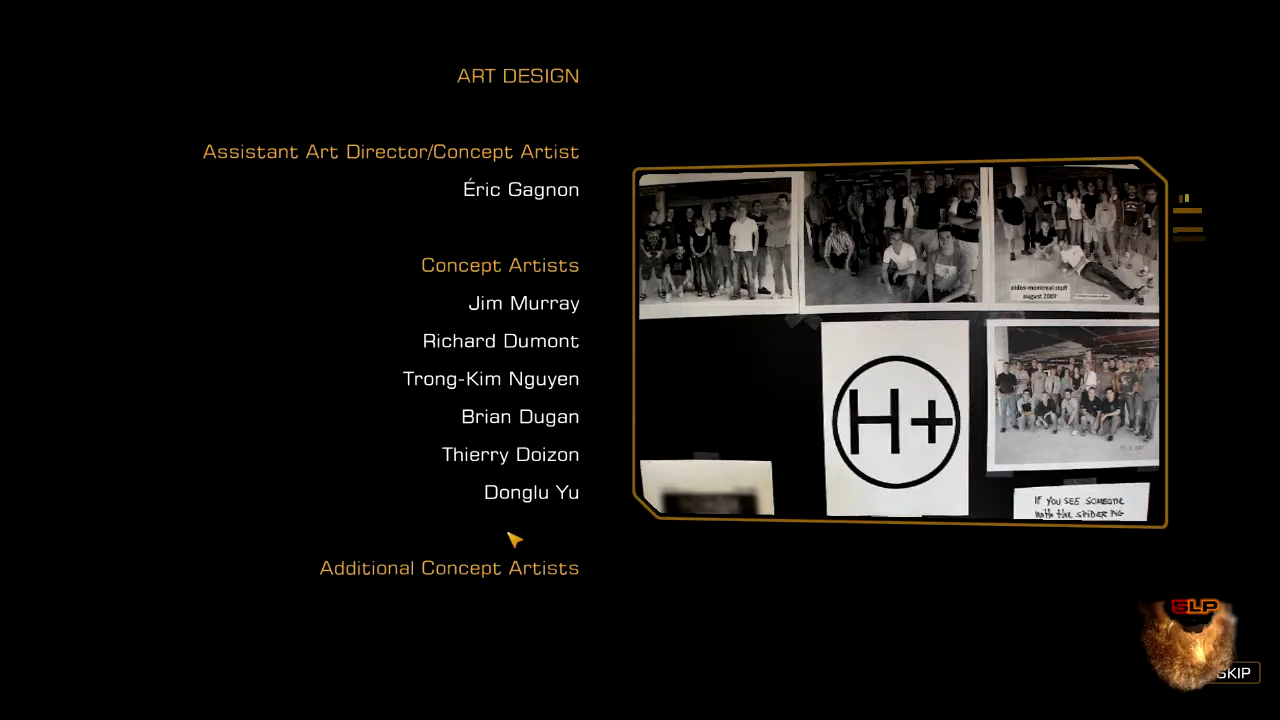 ART DESIGN
Assistant Art Director/Concept Artist
Éric Gagnon
Concept Artists
Jim Murray
Richard Dumont
Trong-Kim Nguyen
Brian Dugan
Thierry Doizon
Donglu Yu
Additional Concept Artists
eidos-montreal staff
august 2007
H+
IF YOU SEE SOMEONE
with the SPIDER PIG
SLP
SKIP